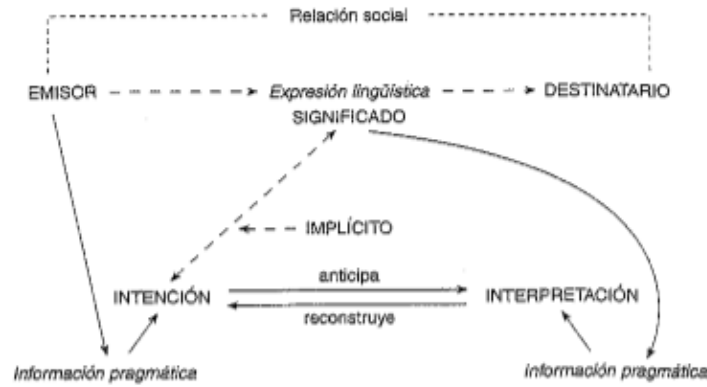 Relación social
EMISOR Expresión lingüística DESTINATARIO
SIGNIFICADO
IMPLÍCITO
anticipa
INTENCIÓN INTERPRETACIÓN
reconstruye
Información pragmática Información pragmática